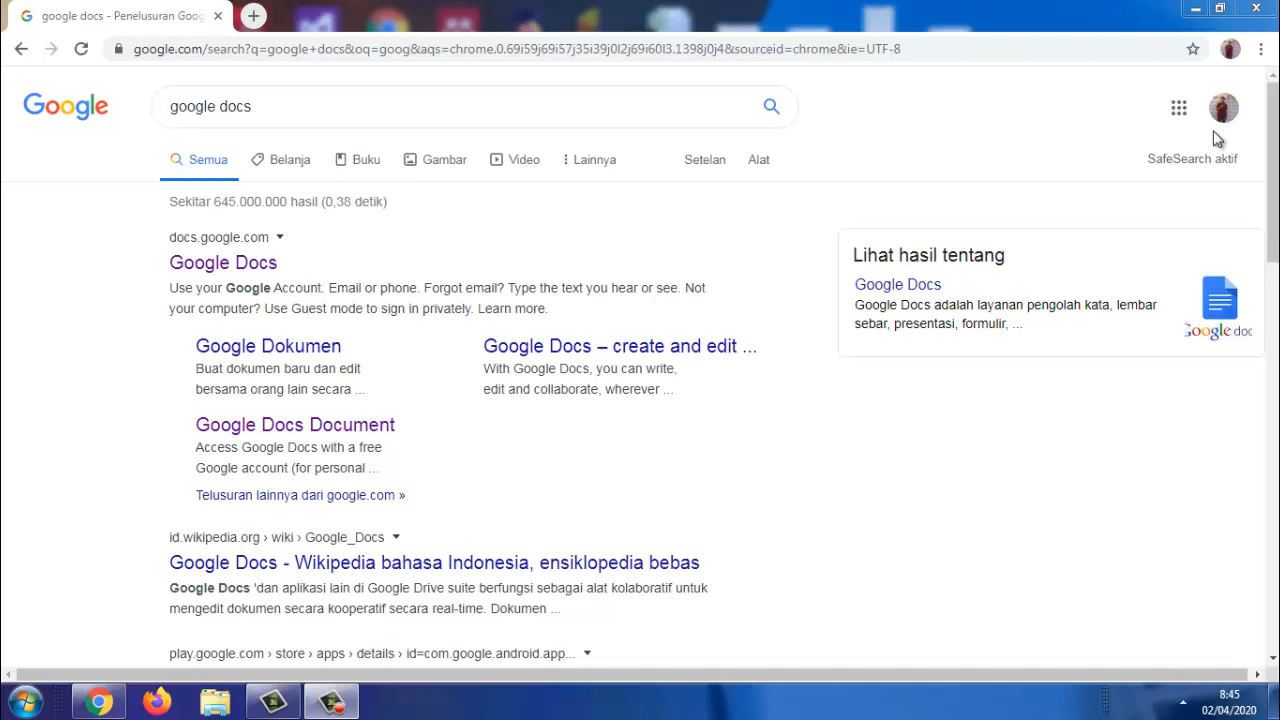 google docs - Penelusuran Goog
google.com/search?q=google+docs&oq=goog&aqs=chrome.0.69i59j69i57j35i39j0l2j69i60l3.1398j0j4&sourceid=chrome&ie=UTF-8
Google
google docs
Semua Belanja Buku Gambar Video Lainnya Setelan Alat
SafeSearch aktif
Sekitar 645.000.000 hasil (0,38 detik)
docs.google.com
Google Docs
Use your Google Account. Email or phone. Forgot email? Type the text you hear or see. Not
your computer? Use Guest mode to sign in privately. Learn more.
Google Dokumen
Buat dokumen baru dan edit
bersama orang lain secara ...
Google Docs – create and edit ...
With Google Docs, you can write,
edit and collaborate, wherever ...
Google Docs Document
Access Google Docs with a free
Google account (for personal ...
Telusuran lainnya dari google.com »
id.wikipedia.org › wiki › Google_Docs
Google Docs - Wikipedia bahasa Indonesia, ensiklopedia bebas
Google Docs 'dan aplikasi lain di Google Drive suite berfungsi sebagai alat kolaboratif untuk
mengedit dokumen secara kooperatif secara real-time. Dokumen ...
play.google.com › store › apps › details › id=com.google.android.app...
Lihat hasil tentang
Google Docs
Google Docs adalah layanan pengolah kata, lembar
sebar, presentasi, formulir, ...
Google doc
8:45
02/04/2020